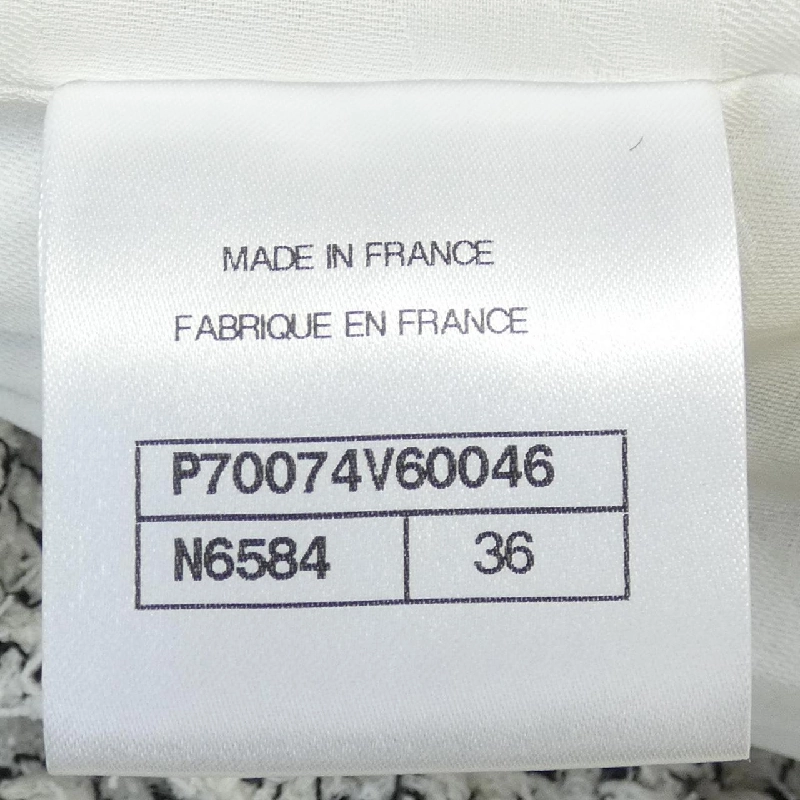 MADE IN FRANCE
FABRIQUE EN FRANCE
P70074V60046
N6584 36